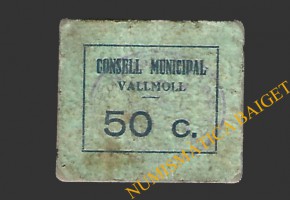 CONSELL MUNICIPAL
VALLMOLL
50 c.
NUMISMATICA BAIGET